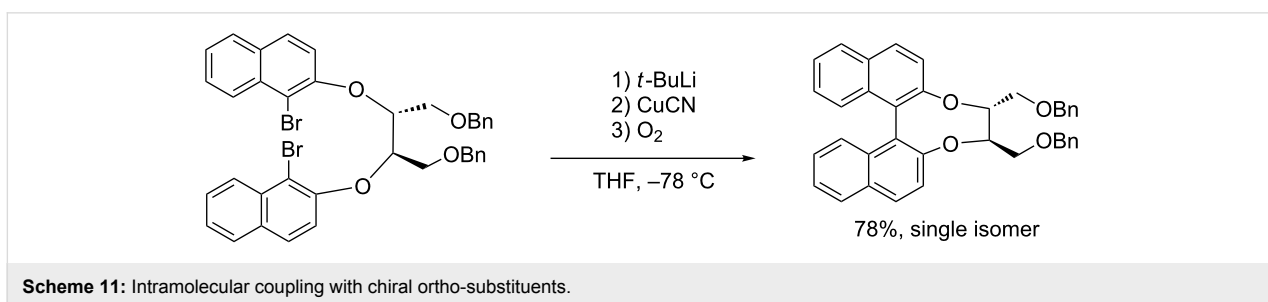 O
Br
Br
O
OBn
OBn
1) t-BuLi
2) CuCN
3) O₂
THF, –78 °C
O
O
OBn
OBn
78%, single isomer
Scheme 11: Intramolecular coupling with chiral ortho-substituents.